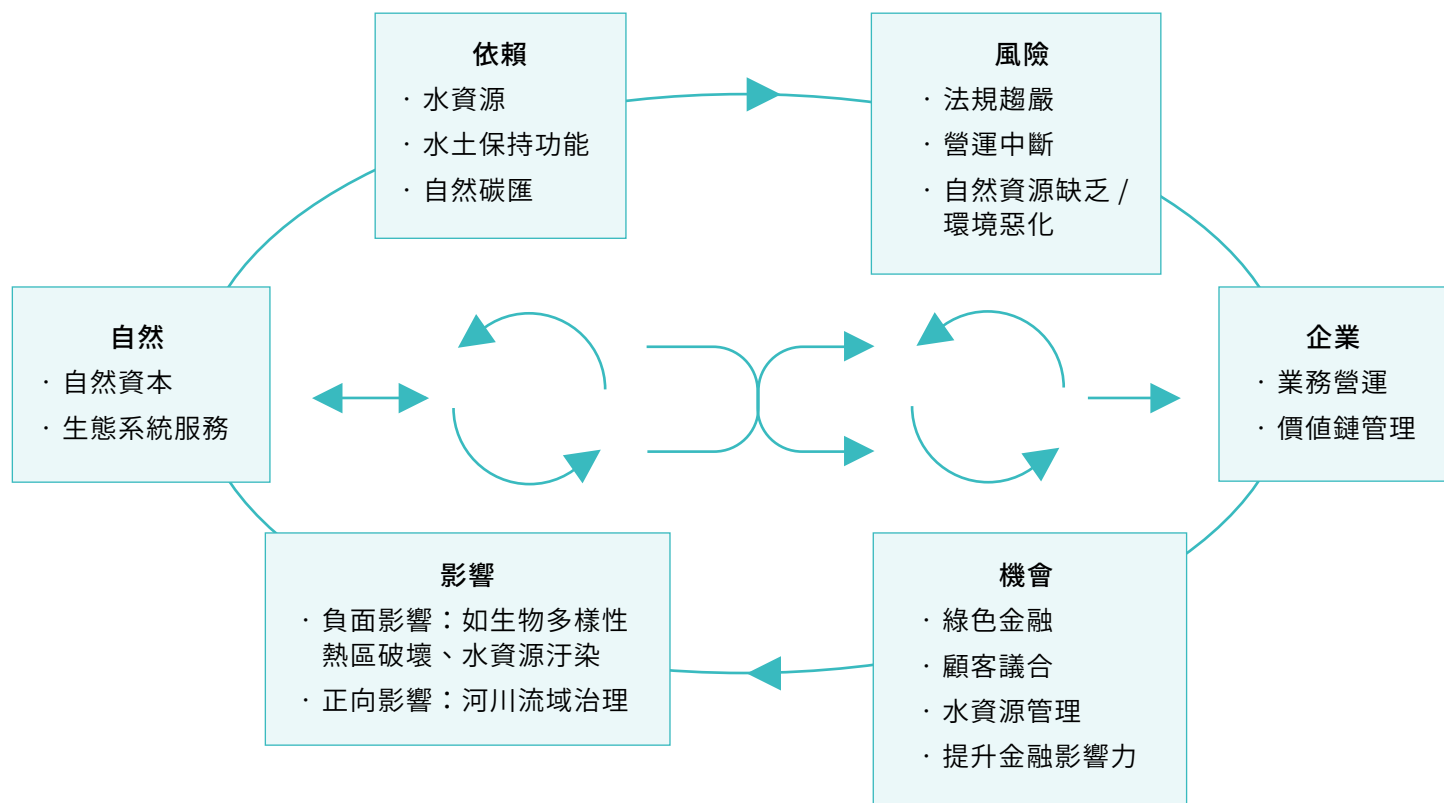 依賴
· 水資源
· 水土保持功能
· 自然碳匯
風險
· 法規趨嚴
· 營運中斷
· 自然資源缺乏 /
環境惡化
自然
· 自然資本
· 生態系統服務
企業
· 業務營運
· 價值鏈管理
影響
· 負面影響：如生物多樣性
熱區破壞、水資源汙染
· 正向影響：河川流域治理
機會
· 綠色金融
· 顧客議合
· 水資源管理
· 提升金融影響力